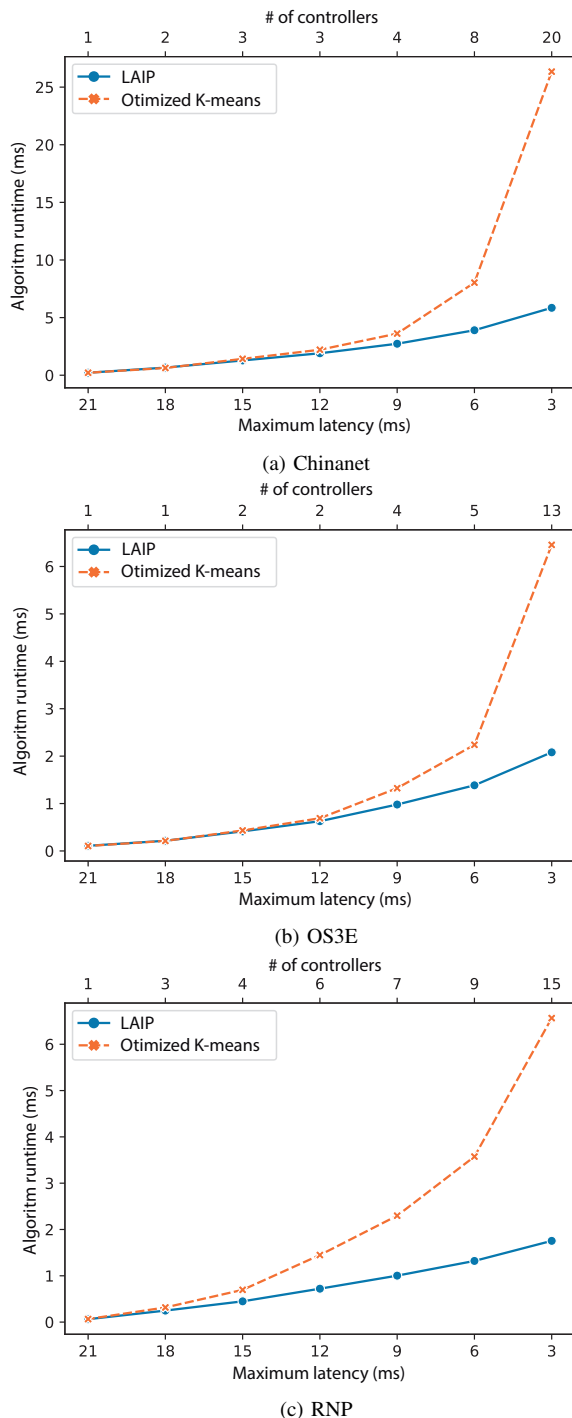 # of controllers
1 2 3 3 4 8 20
LAIP
Otimized K-means
Algoritm runtime (ms)
25
20
15
10
5
0
21 18 15 12 9 6 3
Maximum latency (ms)
(a) Chinanet
# of controllers
1 1 2 2 4 5 13
LAIP
Otimized K-means
Algoritm runtime (ms)
6
5
4
3
2
1
0
21 18 15 12 9 6 3
Maximum latency (ms)
(b) OS3E
# of controllers
1 3 4 6 7 9 15
LAIP
Otimized K-means
Algoritm runtime (ms)
6
5
4
3
2
1
0
21 18 15 12 9 6 3
Maximum latency (ms)
(c) RNP